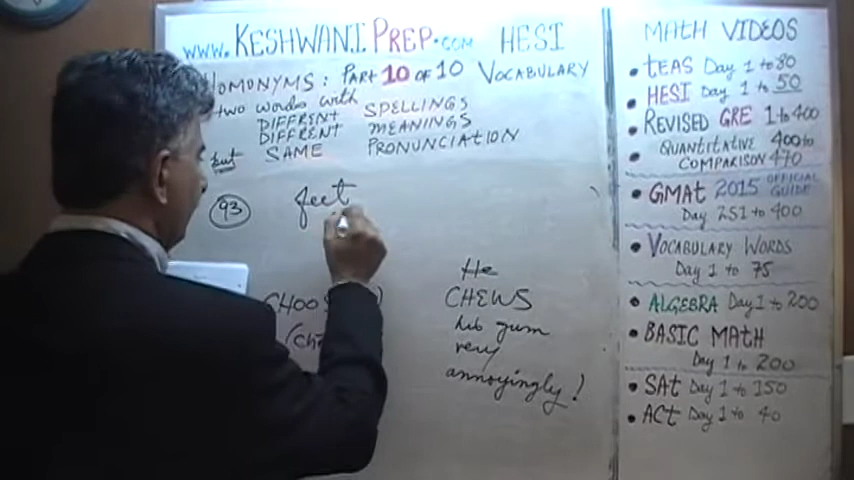 www.KESHWANI PREP.COM HESI
HOMONYMS: PART 10 OF 10 VOCABULARY
two words with
DIFFRENT SPELLINGS
DIFFRENT MEANINGS
but SAME PRONUNCIATION
93
feet
CHOO
(Ch
He
CHEWS
his gum
very
annoyingly!
MATH VIDEOS
TEAS Day 1 to 80
HESI Day 1 to 50
REVISED GRE 1 to 400
QUANTITATIVE 400 to
COMPARISON 470
GMAT 2015 OFFICIAL GUIDE
Day 251 to 400
VOCABULARY WORDS
Day 1 to 75
ALGEBRA Day 1 to 200
BASIC MATH
Day 1 to 200
SAT Day 1 to 150
ACT Day 1 to 40